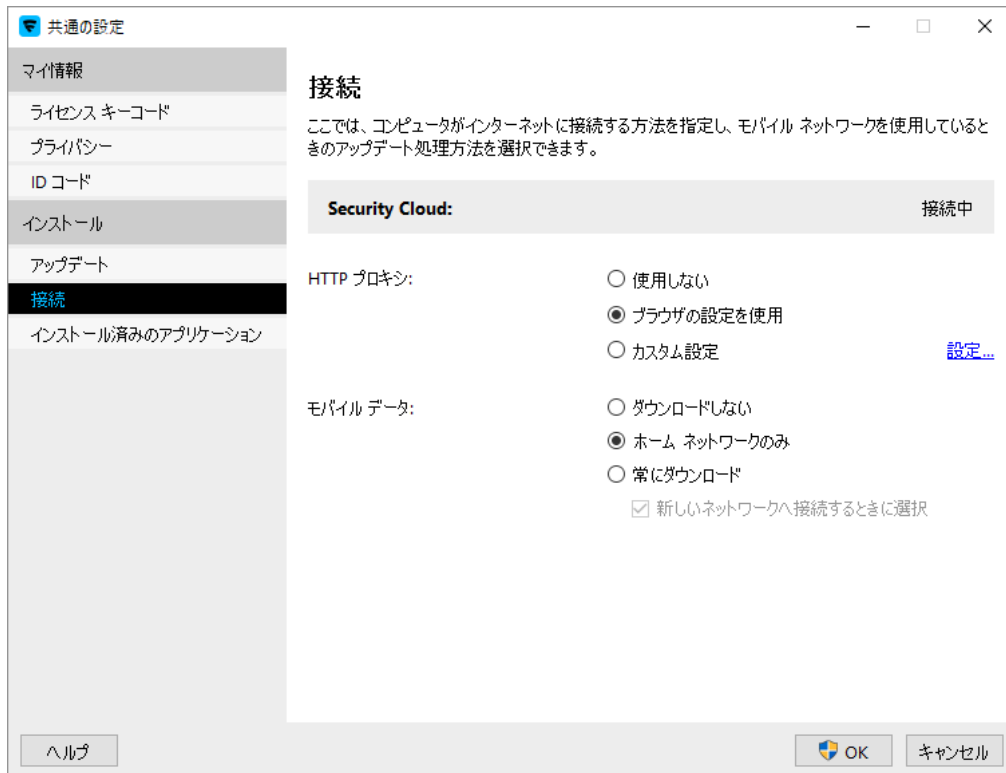 共通の設定
マイ情報
ライセンス キーコード
プライバシー
ID コード
インストール
アップデート
接続
インストール済みのアプリケーション
接続
ここでは、コンピュータがインターネットに接続する方法を指定し、モバイル ネットワークを使用していると
きのアップデート処理方法を選択できます。
Security Cloud: 接続中
HTTP プロキシ: 使用しない
ブラウザの設定を使用
カスタム設定 設定...
モバイル データ: ダウンロードしない
ホーム ネットワークのみ
常にダウンロード
新しいネットワークへ接続するときに選択
ヘルプ OK キャンセル